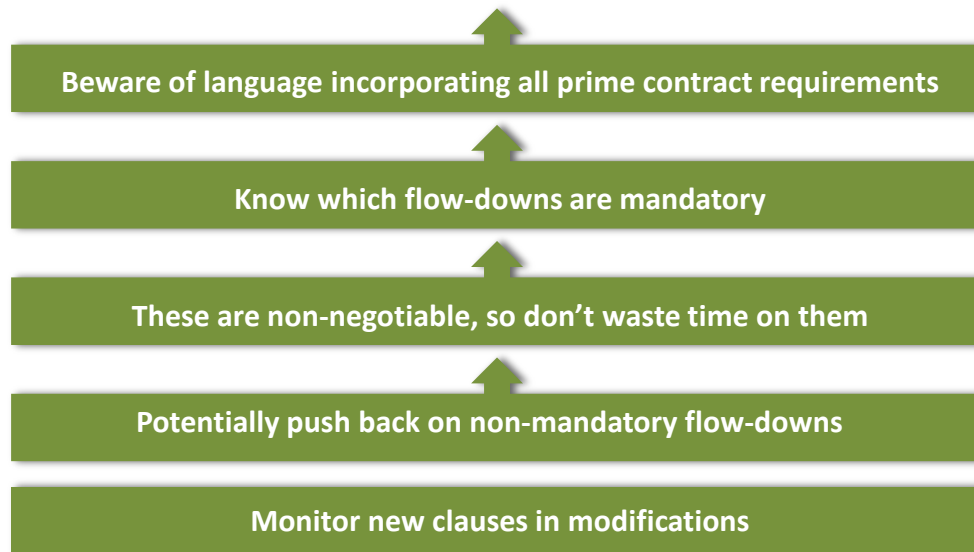 Beware of language incorporating all prime contract requirements
Know which flow-downs are mandatory
These are non-negotiable, so don’t waste time on them
Potentially push back on non-mandatory flow-downs
Monitor new clauses in modifications